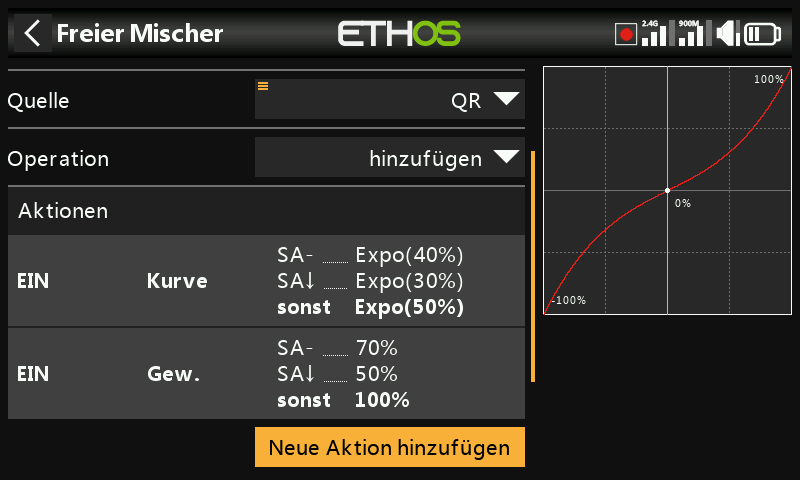 Freier Mischer
ETHOS
2.4G
900M
Quelle
QR
Operation
hinzufügen
Aktionen
EIN Kurve
SA- ...... Expo(40%)
SA↓ ...... Expo(30%)
sonst Expo(50%)
EIN Gew.
SA- ...... 70%
SA↓ ...... 50%
sonst 100%
Neue Aktion hinzufügen
100%
0%
-100%